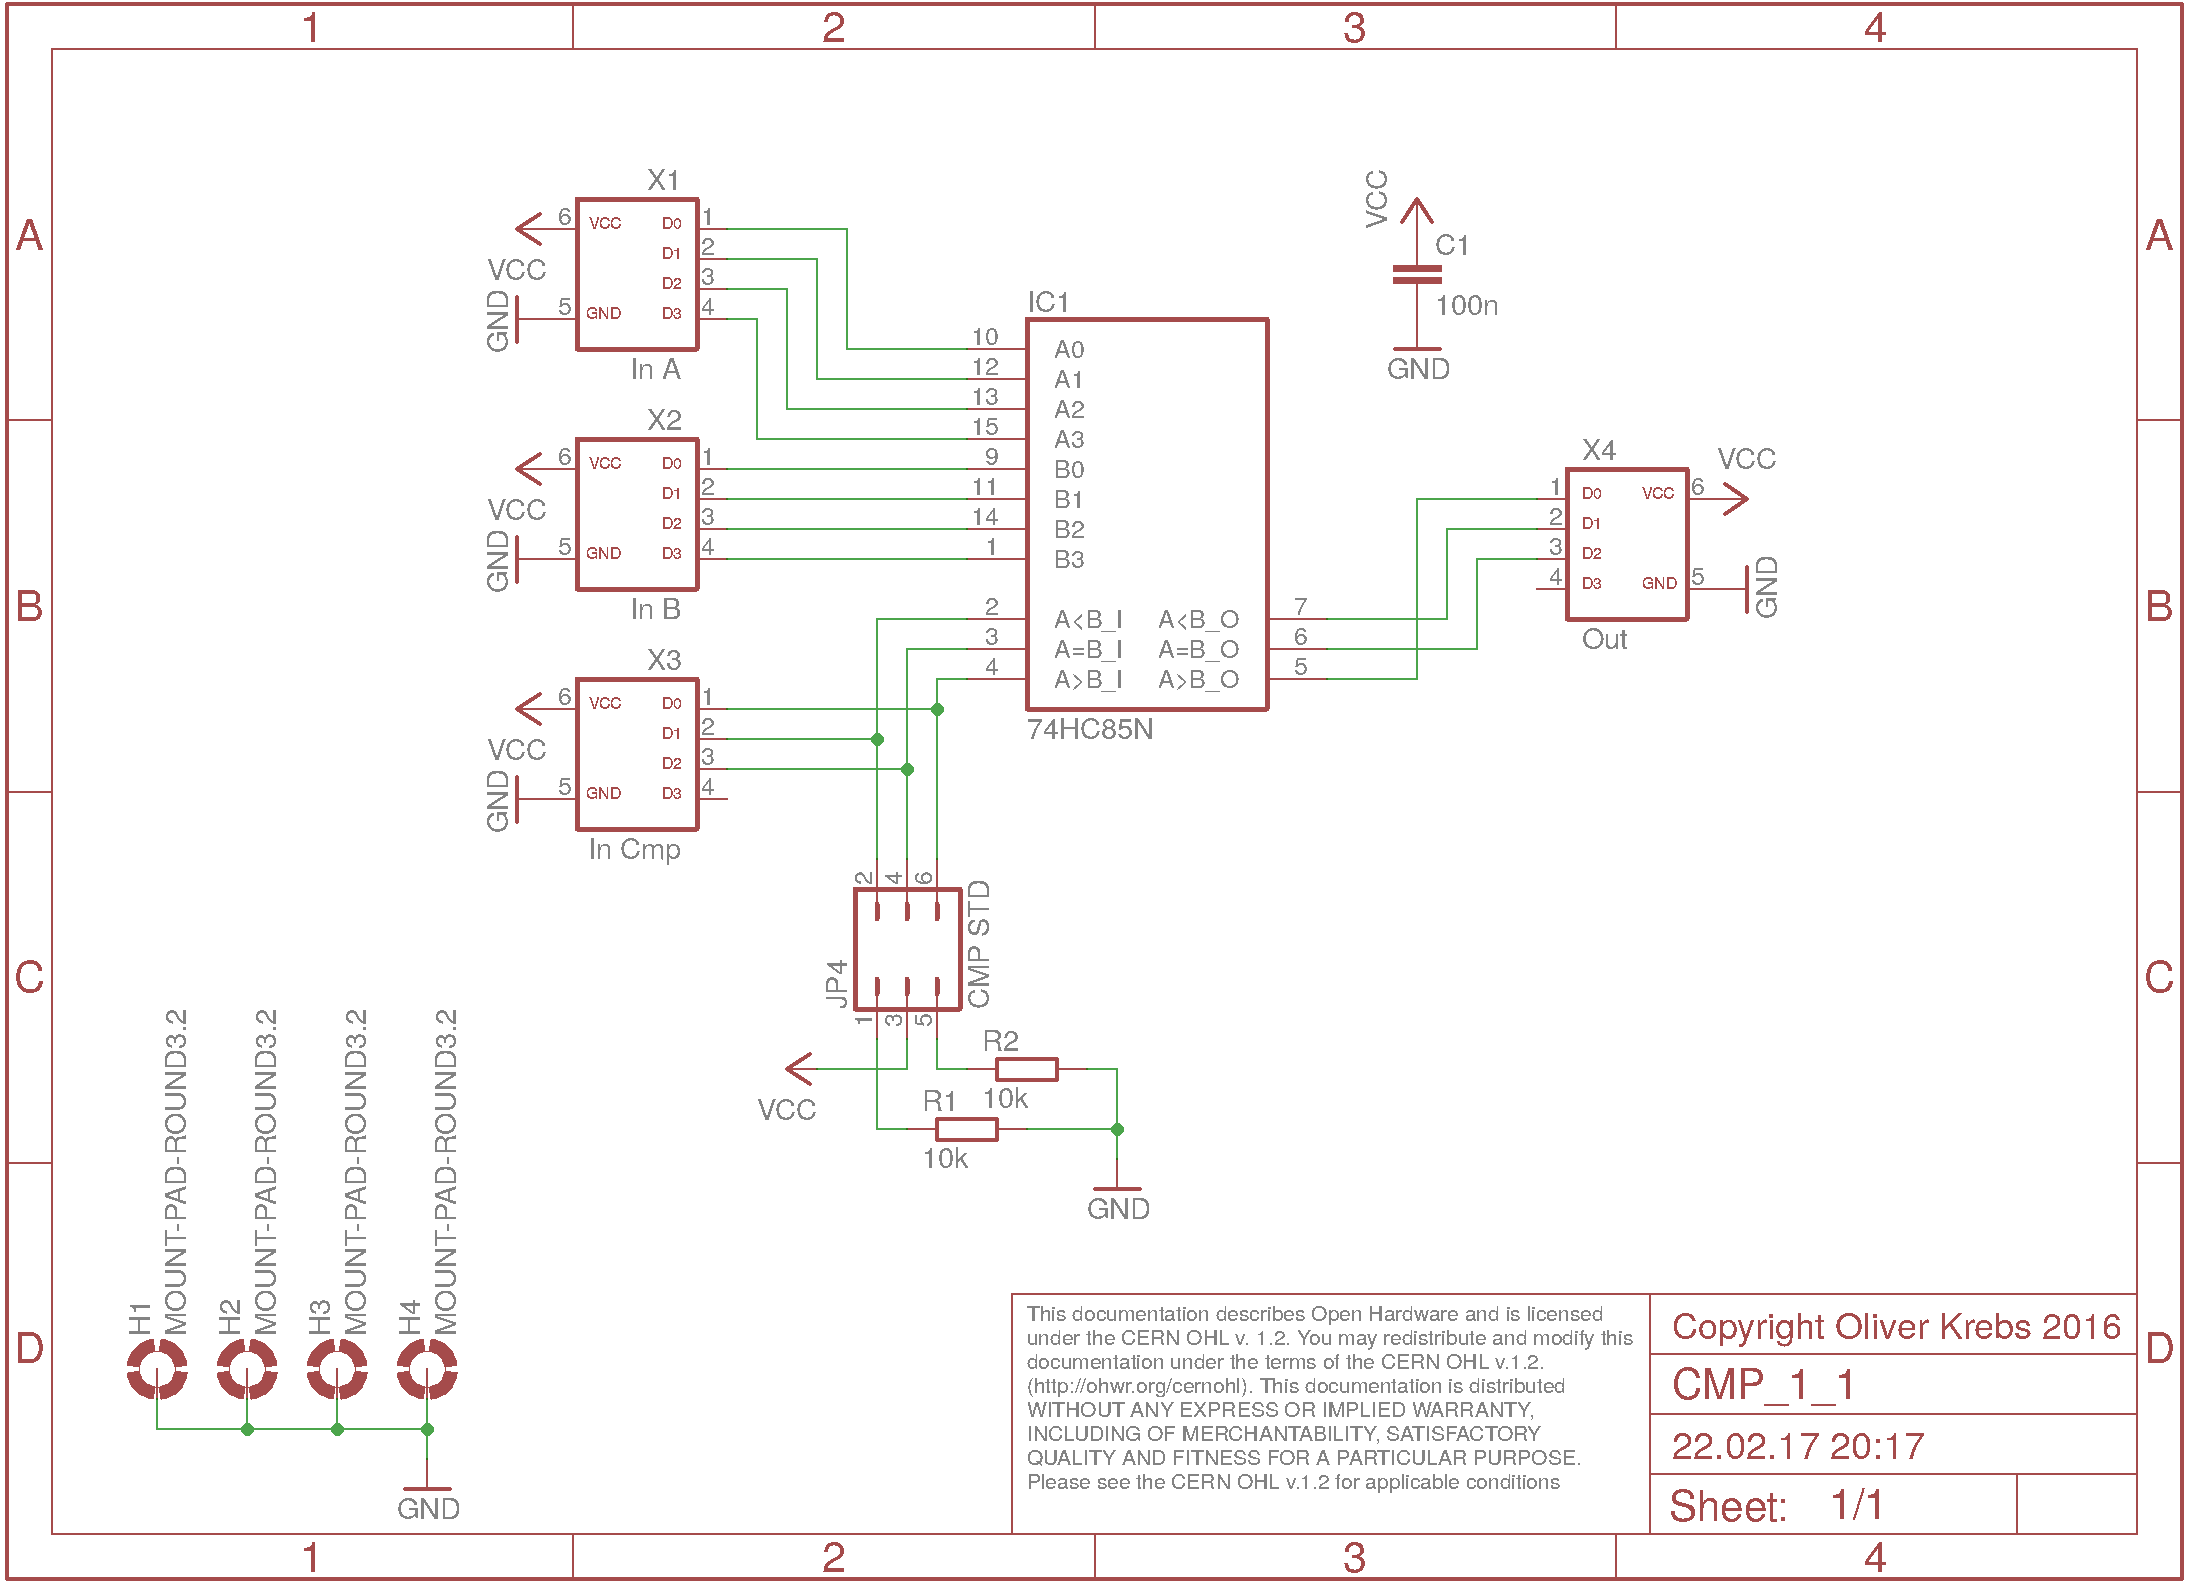 1 2 3 4
A
A
X1
6 VCC D0 1
D1 2
VCC
D2 3
GND
5 GND D3 4
In A
VCC
C1
100n
GND
IC1
10 A0
12 A1
13 A2
15 A3
9 B0
11 B1
14 B2
1 B3
2 A<B_I A<B_O 7
3 A=B_I A=B_O 6
4 A>B_I A>B_O 5
74HC85N
X2
6 VCC D0 1
D1 2
VCC
D2 3
GND
5 GND D3 4
In B
X4
VCC
1 D0 VCC 6
2 D1
3 D2
4 D3 GND 5
GND
Out
B
B
X3
6 VCC D0 1
D1 2
VCC
D2 3
GND
5 GND D3 4
In Cmp
2 4 6
JP4
CMP STD
1 3 5
C
C
R2
10k
VCC
R1
10k
GND
H1
MOUNT-PAD-ROUND3.2
H2
MOUNT-PAD-ROUND3.2
H3
MOUNT-PAD-ROUND3.2
H4
MOUNT-PAD-ROUND3.2
GND
D
D
This documentation describes Open Hardware and is licensed
under the CERN OHL v. 1.2. You may redistribute and modify this
documentation under the terms of the CERN OHL v.1.2.
(http://ohwr.org/cernohl). This documentation is distributed
WITHOUT ANY EXPRESS OR IMPLIED WARRANTY,
INCLUDING OF MERCHANTABILITY, SATISFACTORY
QUALITY AND FITNESS FOR A PARTICULAR PURPOSE.
Please see the CERN OHL v.1.2 for applicable conditions
Copyright Oliver Krebs 2016
CMP_1_1
22.02.17 20:17
Sheet: 1/1
1 2 3 4